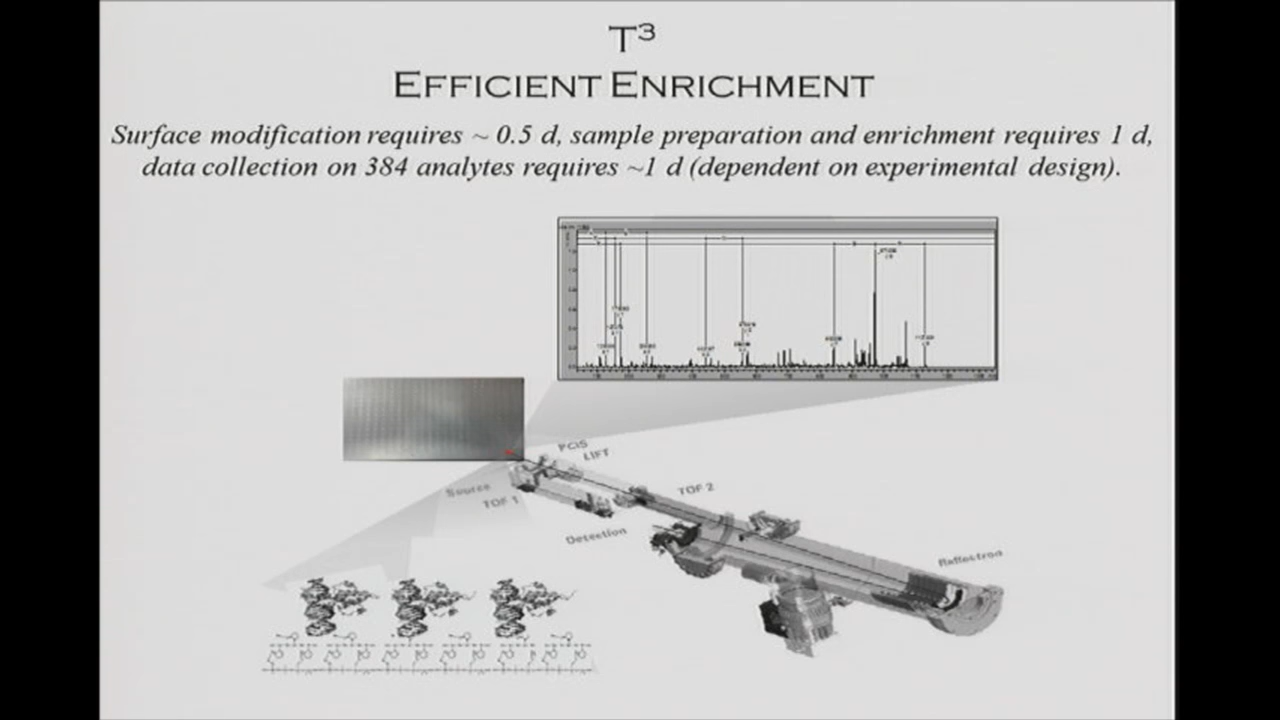 T³
EFFICIENT ENRICHMENT
Surface modification requires ~ 0.5 d, sample preparation and enrichment requires 1 d,
data collection on 384 analytes requires ~1 d (dependent on experimental design).
PCIS
LIFT
Source
TOF 1
TOF 2
Detection
Reflectron